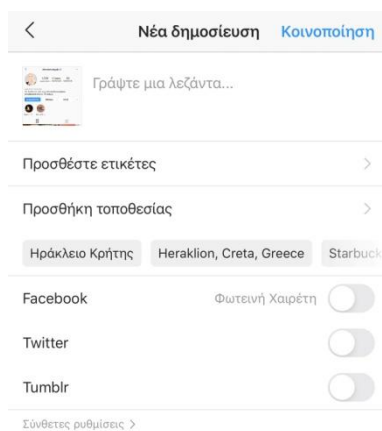 Νέα δημοσίευση Κοινοποίηση
Γράψτε μια λεζάντα...
Προσθέστε ετικέτες
Προσθήκη τοποθεσίας
Ηράκλειο Κρήτης Heraklion, Creta, Greece Starbuck
Facebook Φωτεινή Χαιρέτη
Twitter
Tumblr
Σύνθετες ρυθμίσεις